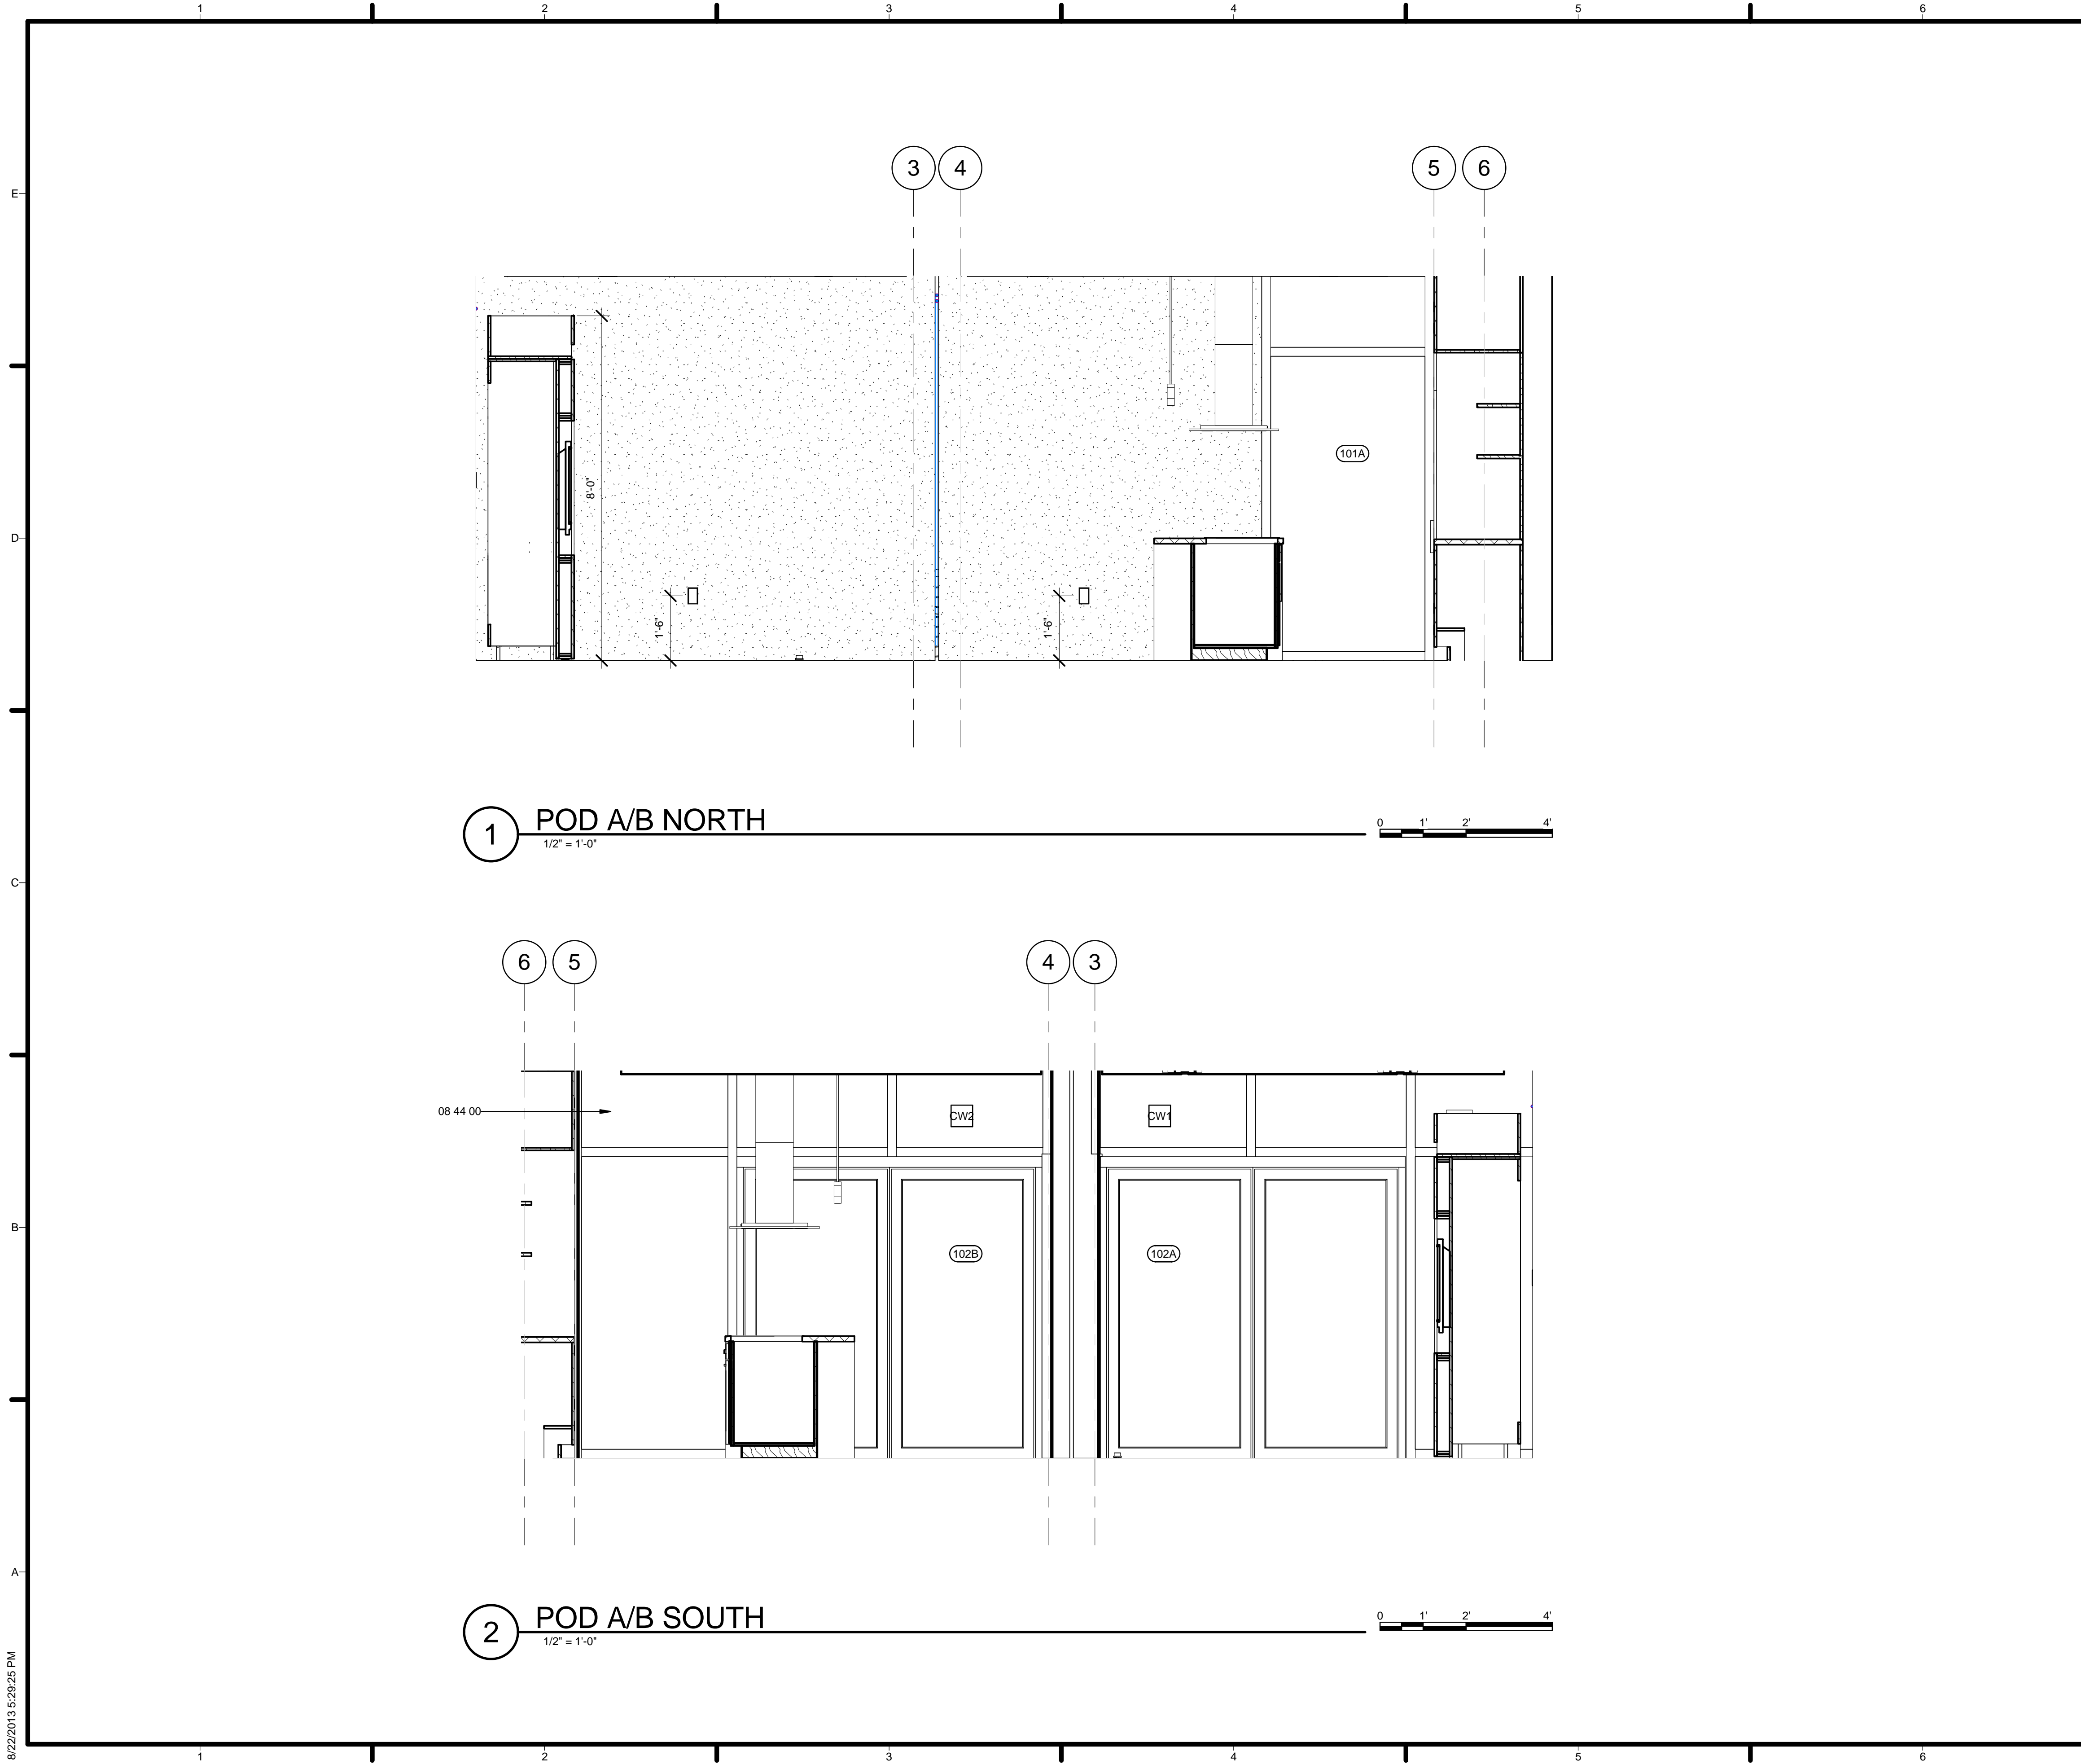 1 2 3 4 5 6
E
D
C
B
A
3 4 5 6
101A
8'-0"
1'-6"
1'-6"
1 POD A/B NORTH
1/2" = 1'-0"
0 1' 2' 4'
6 5 4 3
08 44 00
CW2
CW1
102B
102A
2 POD A/B SOUTH
1/2" = 1'-0"
0 1' 2' 4'
8/22/2013 5:29:25 PM
1 2 3 4 5 6